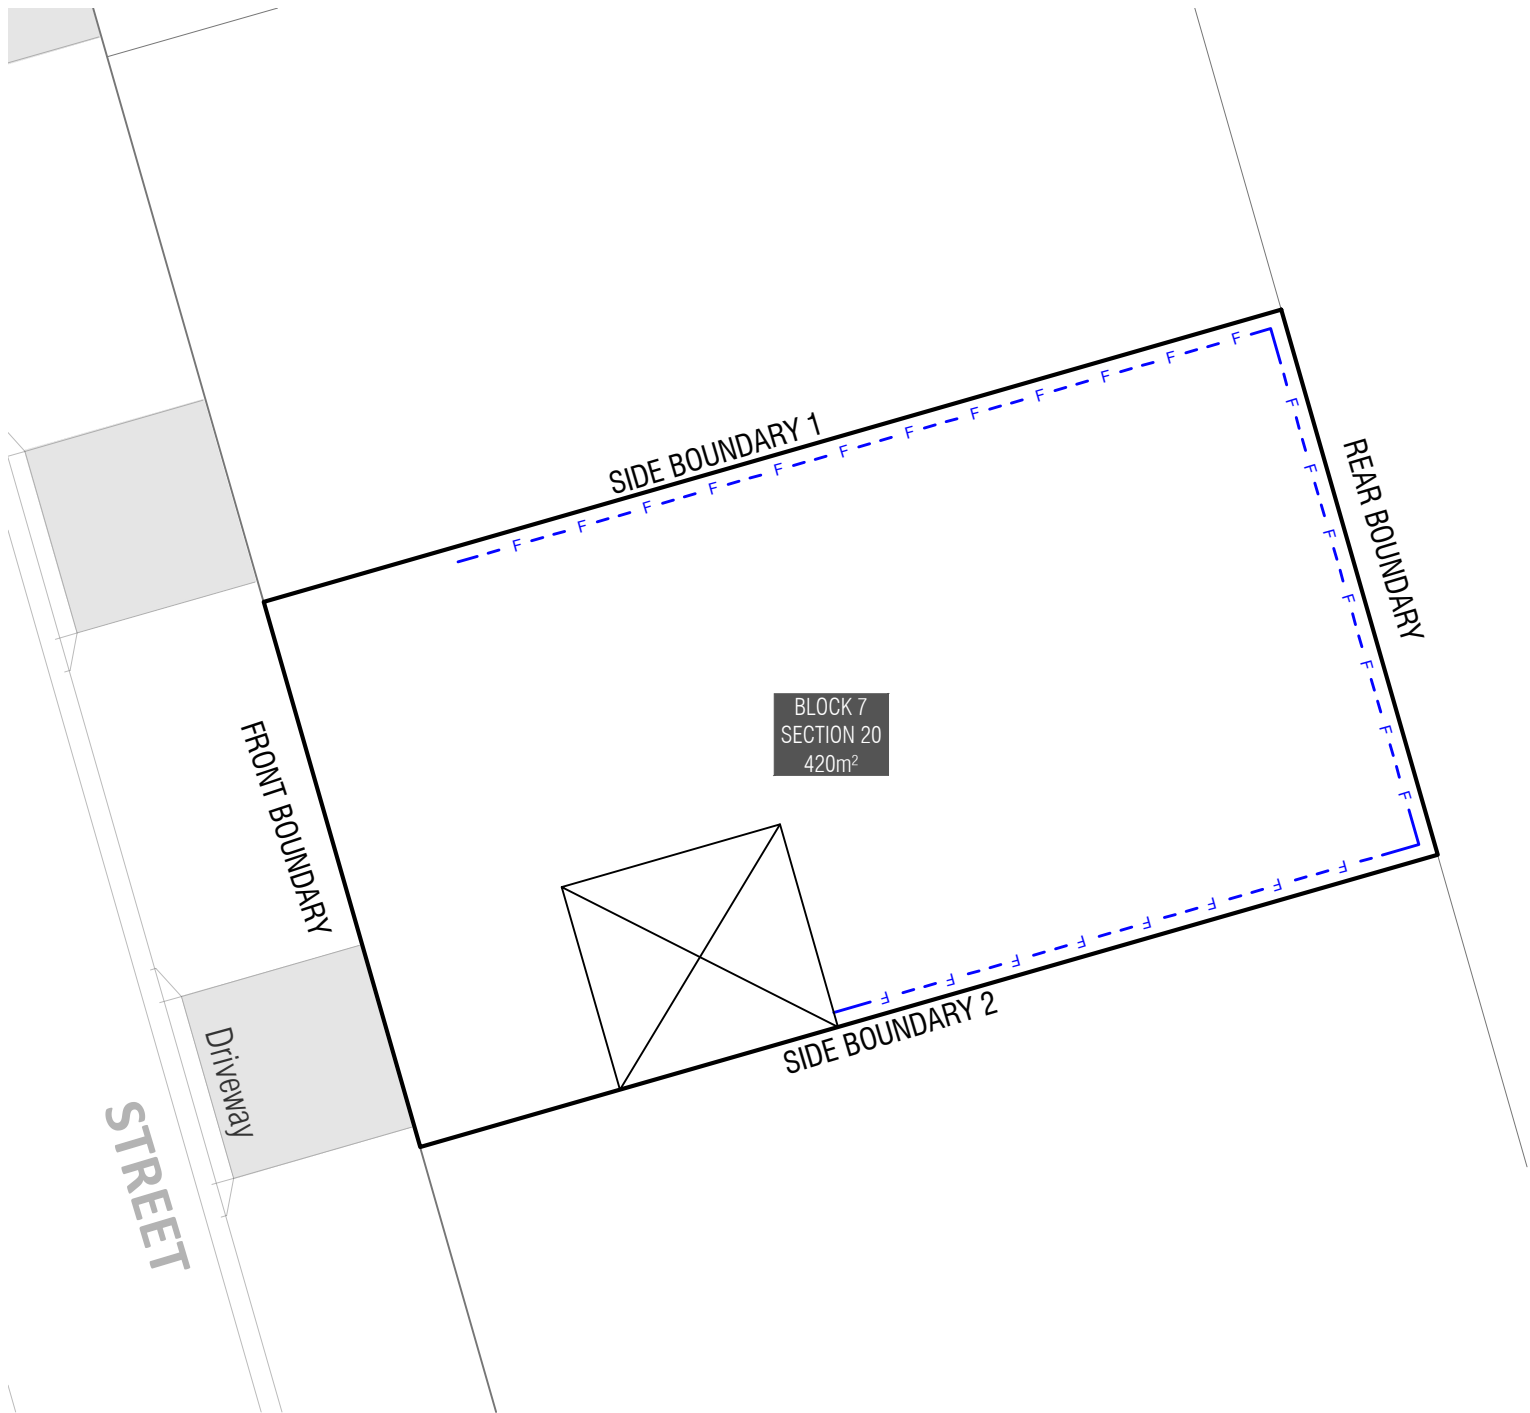 SIDE BOUNDARY 1
F F F F F F F F F F F F
REAR BOUNDARY
F F F F F F F
BLOCK 7
SECTION 20
420m²
FRONT BOUNDARY
F F F F F F F F
SIDE BOUNDARY 2
Driveway
STREET